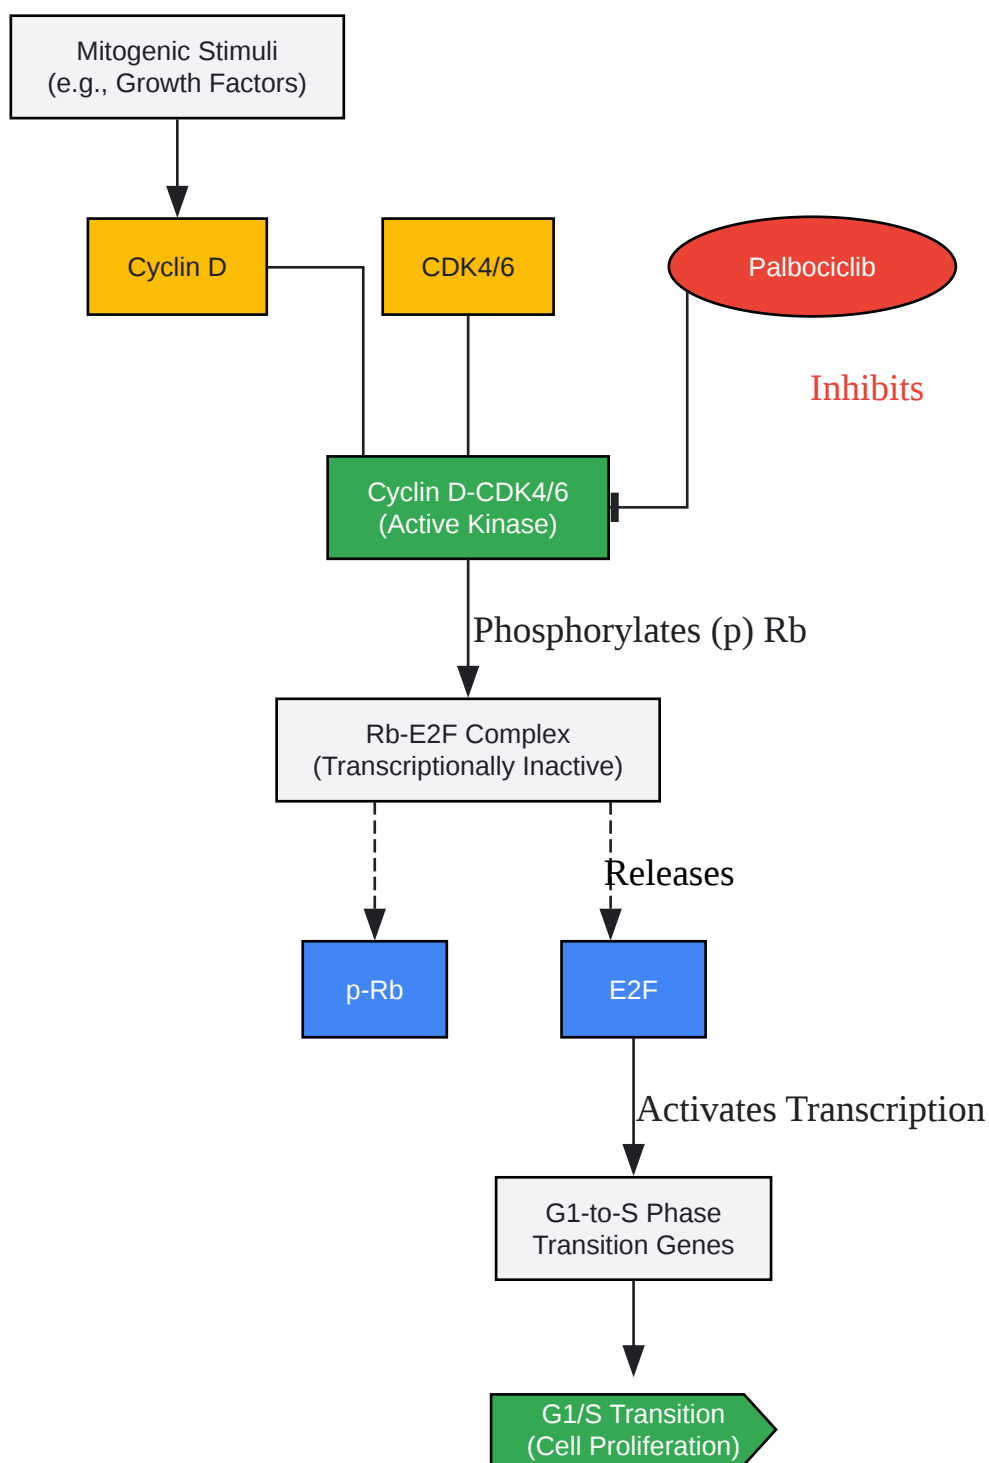 Mitogenic Stimuli
(e.g., Growth Factors)
Cyclin D
CDK4/6
Palbociclib
Inhibits
Cyclin D-CDK4/6
(Active Kinase)
Phosphorylates (p) Rb
Rb-E2F Complex
(Transcriptionally Inactive)
Releases
p-Rb
E2F
Activates Transcription
G1-to-S Phase
Transition Genes
G1/S Transition
(Cell Proliferation)